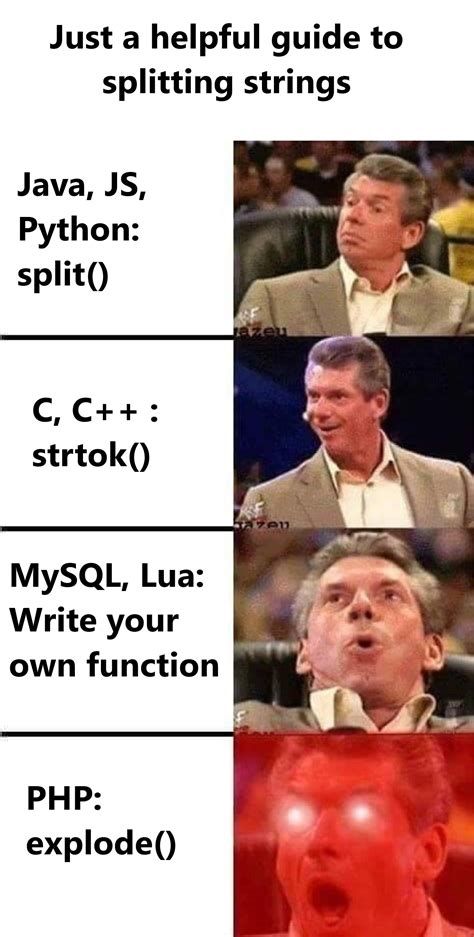 Just a helpful guide to
splitting strings
Java, JS,
Python:
split()
C, C++ :
strtok()
MySQL, Lua:
Write your
own function
PHP:
explode()